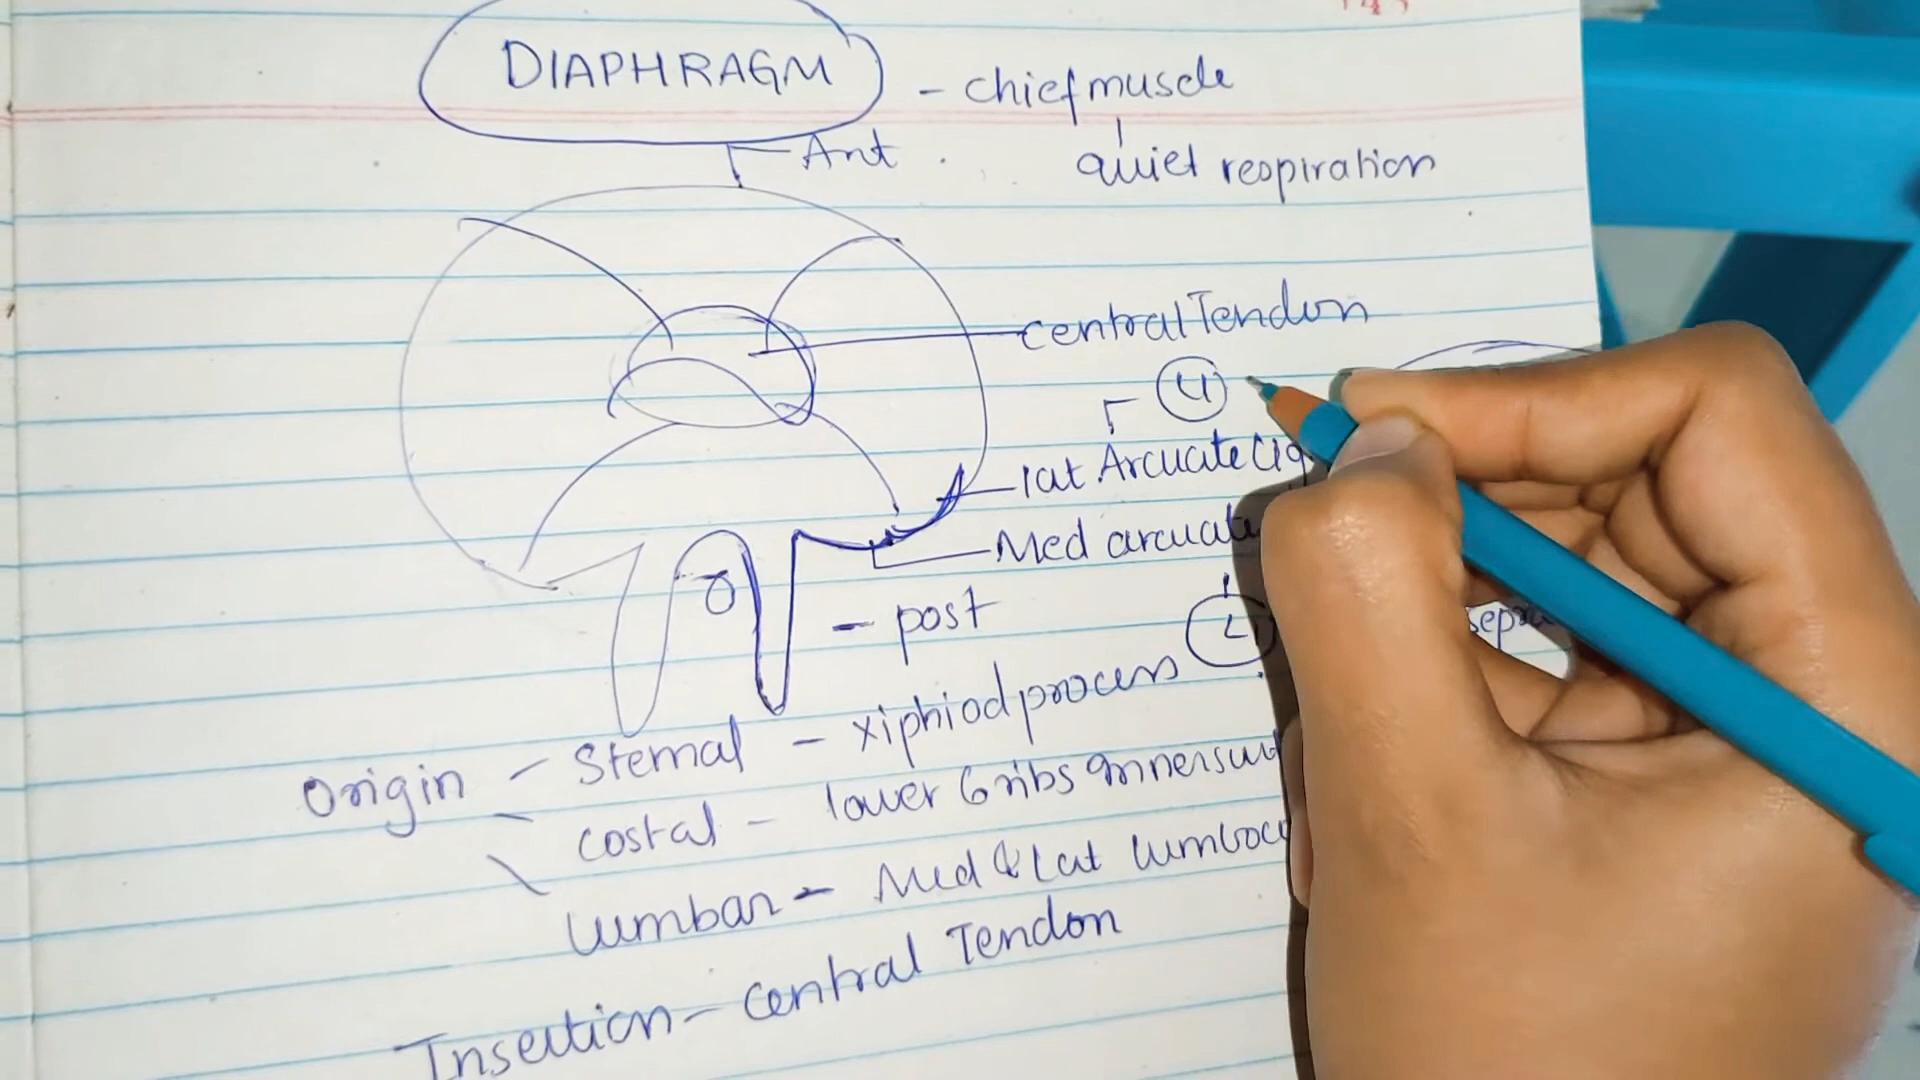 DIAPHRAGM - chief muscle
Ant
quiet respiration
central Tendon
4
lat Arcuate lig
Med arcuate
- post
Origin - Sternal - xiphiod process
costal - lower 6 ribs
Lumbar - Med & lat
Insertion - central Tendon